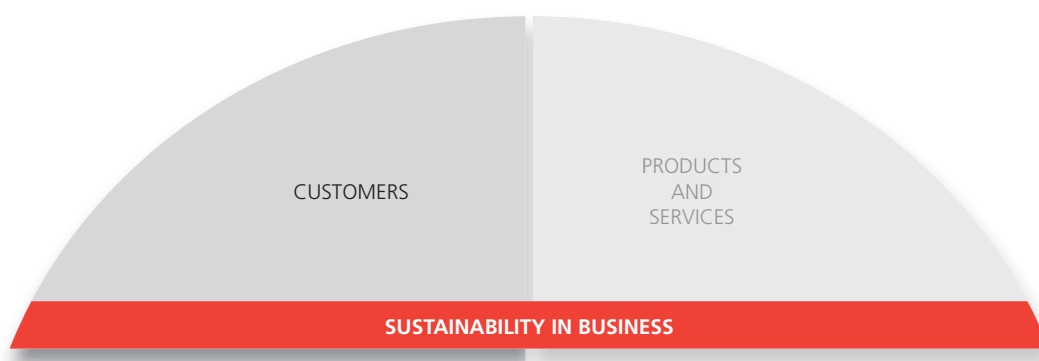 CUSTOMERS
PRODUCTS
AND
SERVICES
SUSTAINABILITY IN BUSINESS